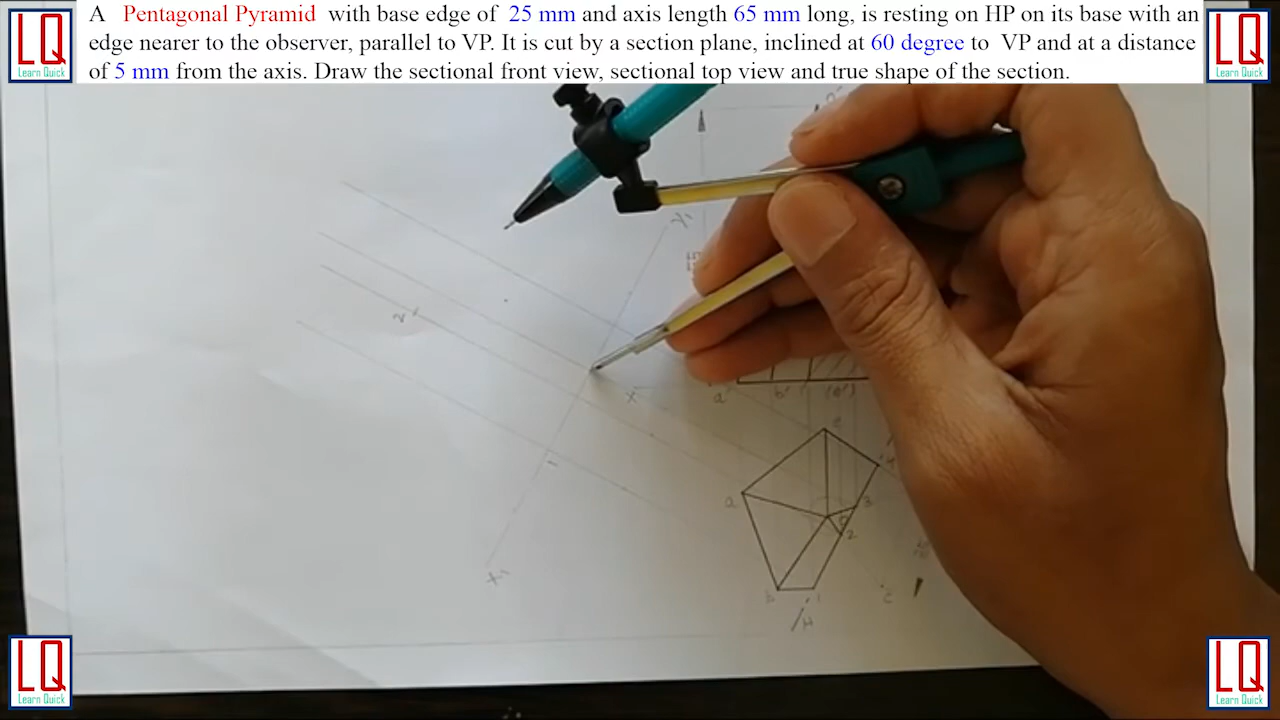 A Pentagonal Pyramid with base edge of 25 mm and axis length 65 mm long, is resting on HP on its base with an
edge nearer to the observer, parallel to VP. It is cut by a section plane, inclined at 60 degree to VP and at a distance
of 5 mm from the axis. Draw the sectional front view, sectional top view and true shape of the section.
LQ
Learn Quick
LQ
Learn Quick
Y1
2'
X
a'
b'
(e')
e
a
3
2
1'
X1
b
1
c
H
LQ
Learn Quick
LQ
Learn Quick